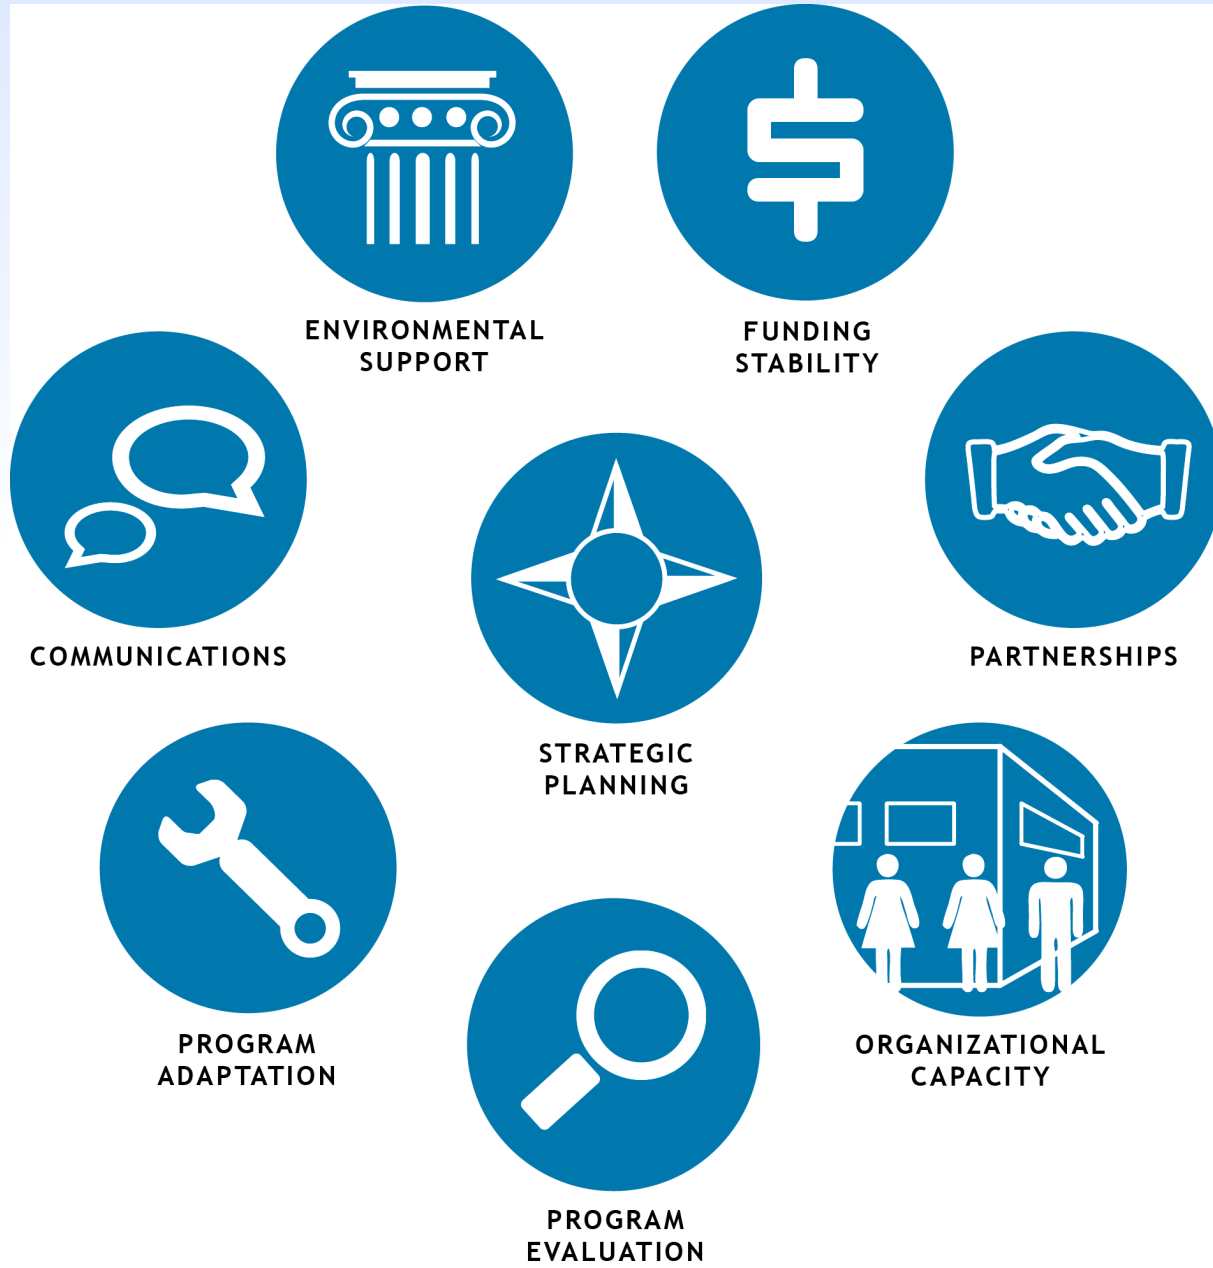 ENVIRONMENTAL
SUPPORT
FUNDING
STABILITY
COMMUNICATIONS
PARTNERSHIPS
STRATEGIC
PLANNING
PROGRAM
ADAPTATION
ORGANIZATIONAL
CAPACITY
PROGRAM
EVALUATION